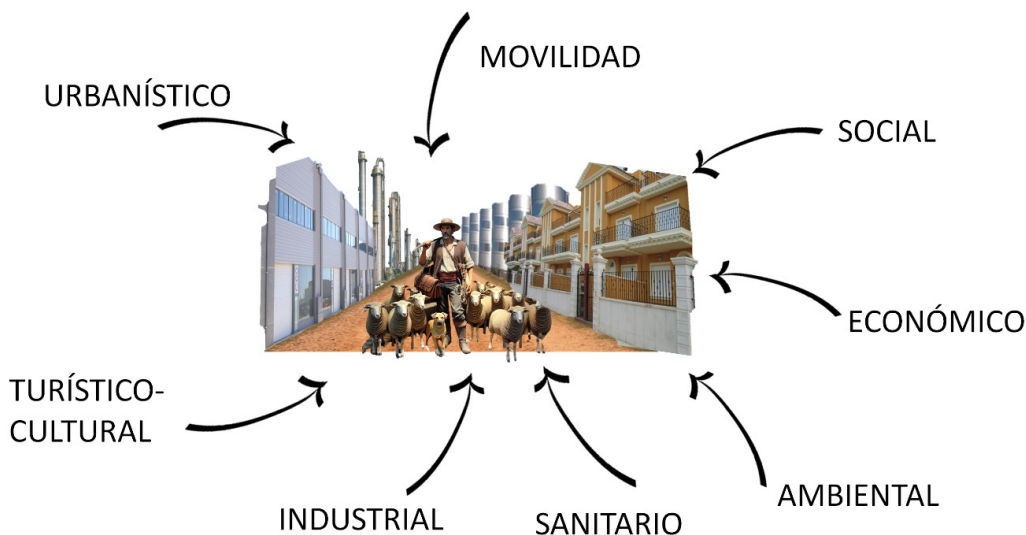 MOVILIDAD
URBANÍSTICO
SOCIAL
ECONÓMICO
TURÍSTICO-
CULTURAL
AMBIENTAL
INDUSTRIAL
SANITARIO